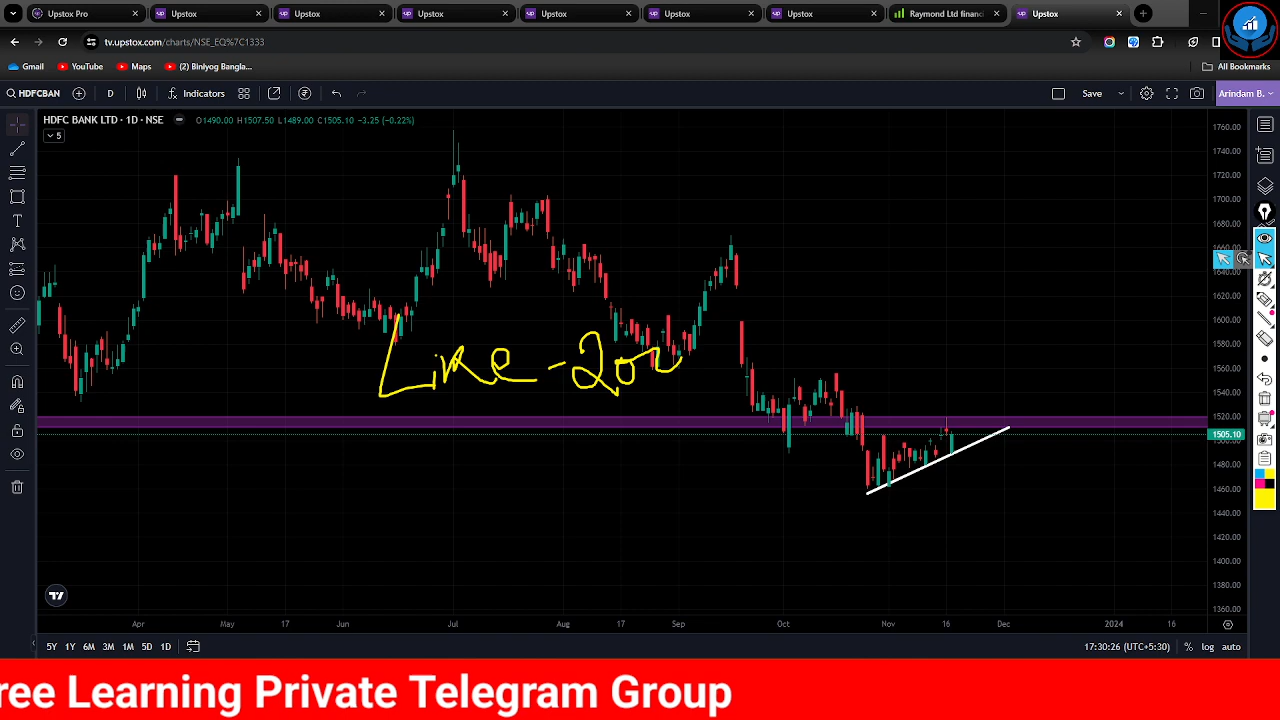 Upstox Pro
Upstox
Upstox
Upstox
Upstox
Upstox
Upstox
Raymond Ltd financi
Upstox
tv.upstox.com/charts/NSE_EQ%7C1333
Gmail
YouTube
Maps
(2) Biniyog Bangla...
All Bookmarks
HDFCBAN
D
Indicators
Save
Arindam B.
HDFC BANK LTD · 1D · NSE
O1490.00 H1507.50 L1489.00 C1505.10 -3.25 (-0.22%)
5
1760.00
1740.00
1720.00
1700.00
1680.00
1660.00
1640.00
1620.00
1600.00
1580.00
1560.00
1540.00
1520.00
1505.10
1500.00
1480.00
1460.00
1440.00
1420.00
1400.00
1380.00
1360.00
Like -200
Apr
May
17
Jun
Jul
Aug
17
Sep
Oct
Nov
16
Dec
2024
16
5Y 1Y 6M 3M 1M 5D 1D
17:30:26 (UTC+5:30)
% log auto
ree Learning Private Telegram Group